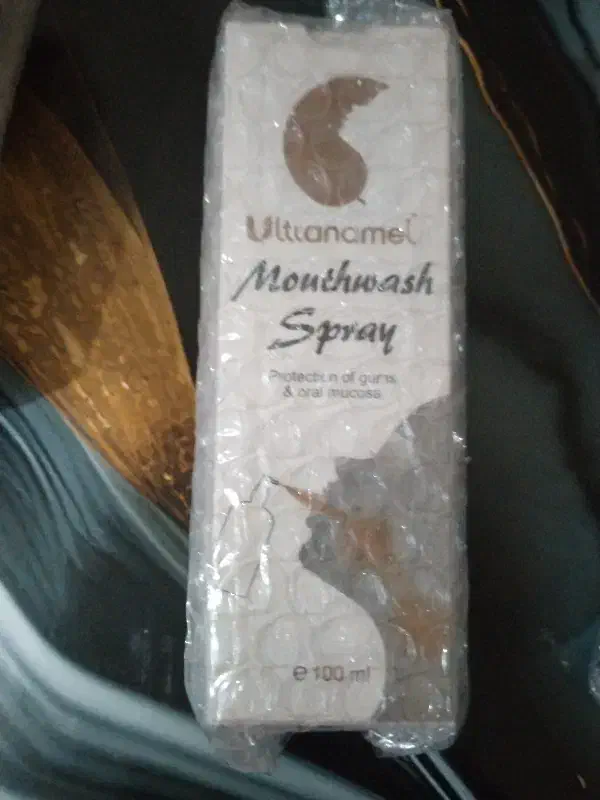 Ultranamel
Mouthwash
Spray
Protection of gums
& oral mucosa
e 100 ml